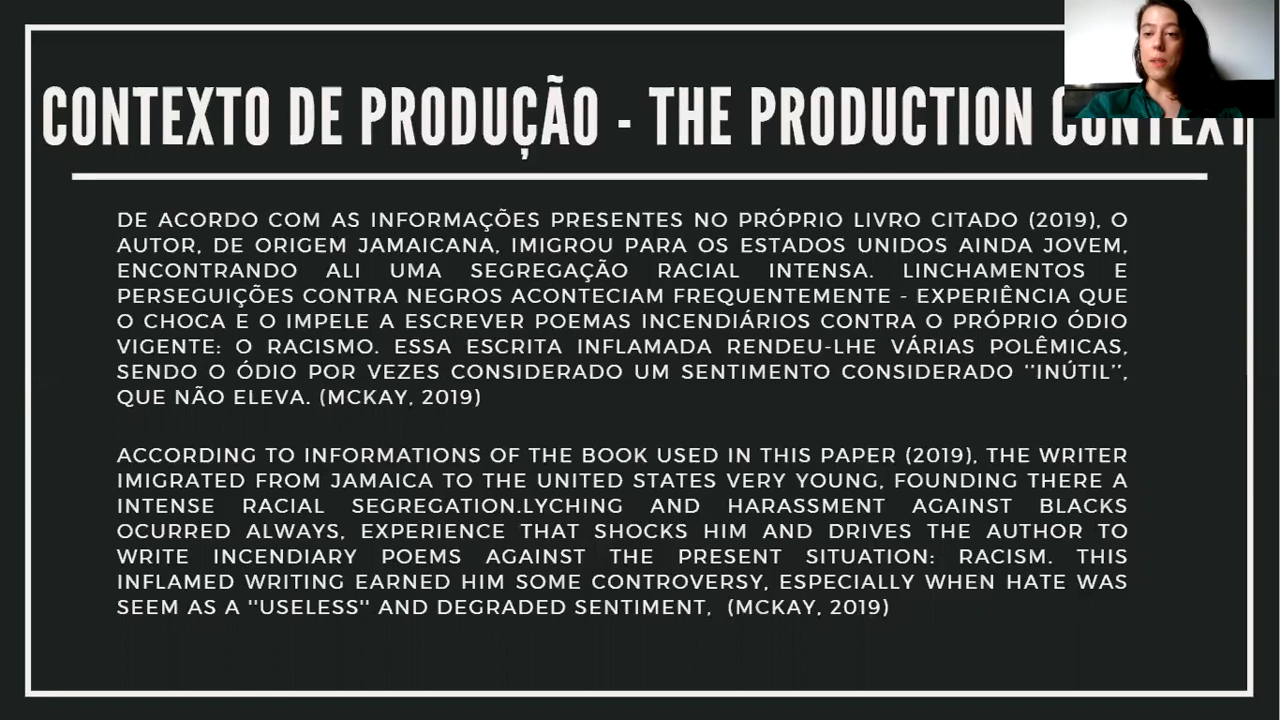 CONTEXTO DE PRODUÇÃO - THE PRODUCTION CONTEXT
DE ACORDO COM AS INFORMAÇÕES PRESENTES NO PRÓPRIO LIVRO CITADO (2019), O
AUTOR, DE ORIGEM JAMAICANA, IMIGROU PARA OS ESTADOS UNIDOS AINDA JOVEM,
ENCONTRANDO ALI UMA SEGREGAÇÃO RACIAL INTENSA. LINCHAMENTOS E
PERSEGUIÇÕES CONTRA NEGROS ACONTECIAM FREQUENTEMENTE - EXPERIÊNCIA QUE
O CHOCA E O IMPELE A ESCREVER POEMAS INCENDIÁRIOS CONTRA O PRÓPRIO ÓDIO
VIGENTE: O RACISMO. ESSA ESCRITA INFLAMADA RENDEU-LHE VÁRIAS POLÊMICAS,
SENDO O ÓDIO POR VEZES CONSIDERADO UM SENTIMENTO CONSIDERADO ''INÚTIL'',
QUE NÃO ELEVA. (MCKAY, 2019)
ACCORDING TO INFORMATIONS OF THE BOOK USED IN THIS PAPER (2019), THE WRITER
IMIGRATED FROM JAMAICA TO THE UNITED STATES VERY YOUNG, FOUNDING THERE A
INTENSE RACIAL SEGREGATION.LYCHING AND HARASSMENT AGAINST BLACKS
OCURRED ALWAYS, EXPERIENCE THAT SHOCKS HIM AND DRIVES THE AUTHOR TO
WRITE INCENDIARY POEMS AGAINST THE PRESENT SITUATION: RACISM. THIS
INFLAMED WRITING EARNED HIM SOME CONTROVERSY, ESPECIALLY WHEN HATE WAS
SEEM AS A ''USELESS'' AND DEGRADED SENTIMENT, (MCKAY, 2019)